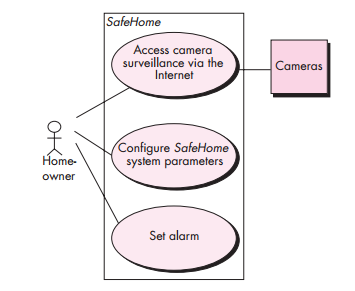 SafeHome
Access camera
surveillance via the
Internet
Cameras
Configure SafeHome
system parameters
Home-
owner
Set alarm